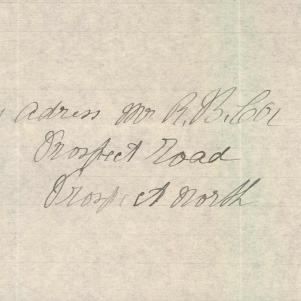 adress Mr R. B. Cox
Prospect Road
Prospect North